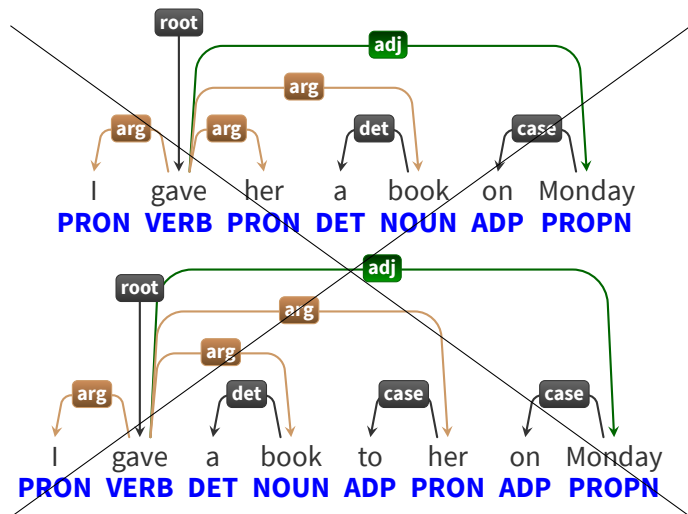 root
adj
arg
arg arg det case
I gave her a book on Monday
PRON VERB PRON DET NOUN ADP PROPN
adj
root
arg
arg
arg det case case
I gave a book to her on Monday
PRON VERB DET NOUN ADP PRON ADP PROPN